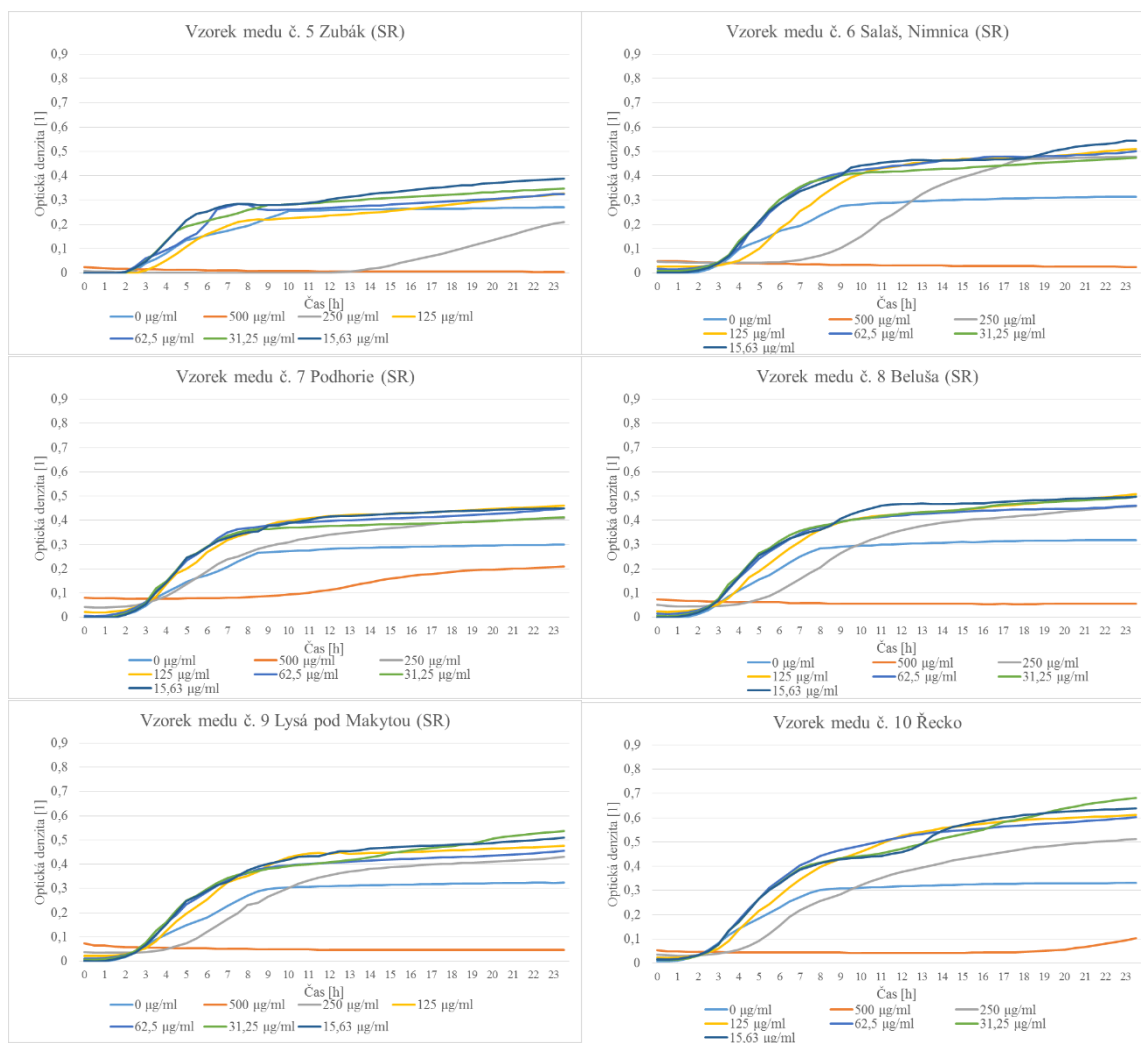 Vzorek medu č. 5 Zubák (SR)
Optická denzita [1]
0,9
0,8
0,7
0,6
0,5
0,4
0,3
0,2
0,1
0
0 1 2 3 4 5 6 7 8 9 10 11 12 13 14 15 16 17 18 19 20 21 22 23
Čas [h]
0 µg/ml 500 µg/ml 250 µg/ml 125 µg/ml
62,5 µg/ml 31,25 µg/ml 15,63 µg/ml
Vzorek medu č. 6 Salaš, Nimnica (SR)
Optická denzita [1]
0,9
0,8
0,7
0,6
0,5
0,4
0,3
0,2
0,1
0
0 1 2 3 4 5 6 7 8 9 10 11 12 13 14 15 16 17 18 19 20 21 22 23
Čas [h]
0 µg/ml 500 µg/ml 250 µg/ml
125 µg/ml 62,5 µg/ml 31,25 µg/ml
15,63 µg/ml
Vzorek medu č. 7 Podhorie (SR)
Optická denzita [1]
0,9
0,8
0,7
0,6
0,5
0,4
0,3
0,2
0,1
0
0 1 2 3 4 5 6 7 8 9 10 11 12 13 14 15 16 17 18 19 20 21 22 23
Čas [h]
0 µg/ml 500 µg/ml 250 µg/ml
125 µg/ml 62,5 µg/ml 31,25 µg/ml
15,63 µg/ml
Vzorek medu č. 8 Beluša (SR)
Optická denzita [1]
0,9
0,8
0,7
0,6
0,5
0,4
0,3
0,2
0,1
0
0 1 2 3 4 5 6 7 8 9 10 11 12 13 14 15 16 17 18 19 20 21 22 23
Čas [h]
0 µg/ml 500 µg/ml 250 µg/ml
125 µg/ml 62,5 µg/ml 31,25 µg/ml
15,63 µg/ml
Vzorek medu č. 9 Lysá pod Makytou (SR)
Optická denzita [1]
0,9
0,8
0,7
0,6
0,5
0,4
0,3
0,2
0,1
0
0 1 2 3 4 5 6 7 8 9 10 11 12 13 14 15 16 17 18 19 20 21 22 23
Čas [h]
0 µg/ml 500 µg/ml 250 µg/ml 125 µg/ml
62,5 µg/ml 31,25 µg/ml 15,63 µg/ml
Vzorek medu č. 10 Řecko
Optická denzita [1]
0,9
0,8
0,7
0,6
0,5
0,4
0,3
0,2
0,1
0
0 1 2 3 4 5 6 7 8 9 10 11 12 13 14 15 16 17 18 19 20 21 22 23
Čas [h]
0 µg/ml 500 µg/ml 250 µg/ml
125 µg/ml 62,5 µg/ml 31,25 µg/ml
15,63 µg/ml